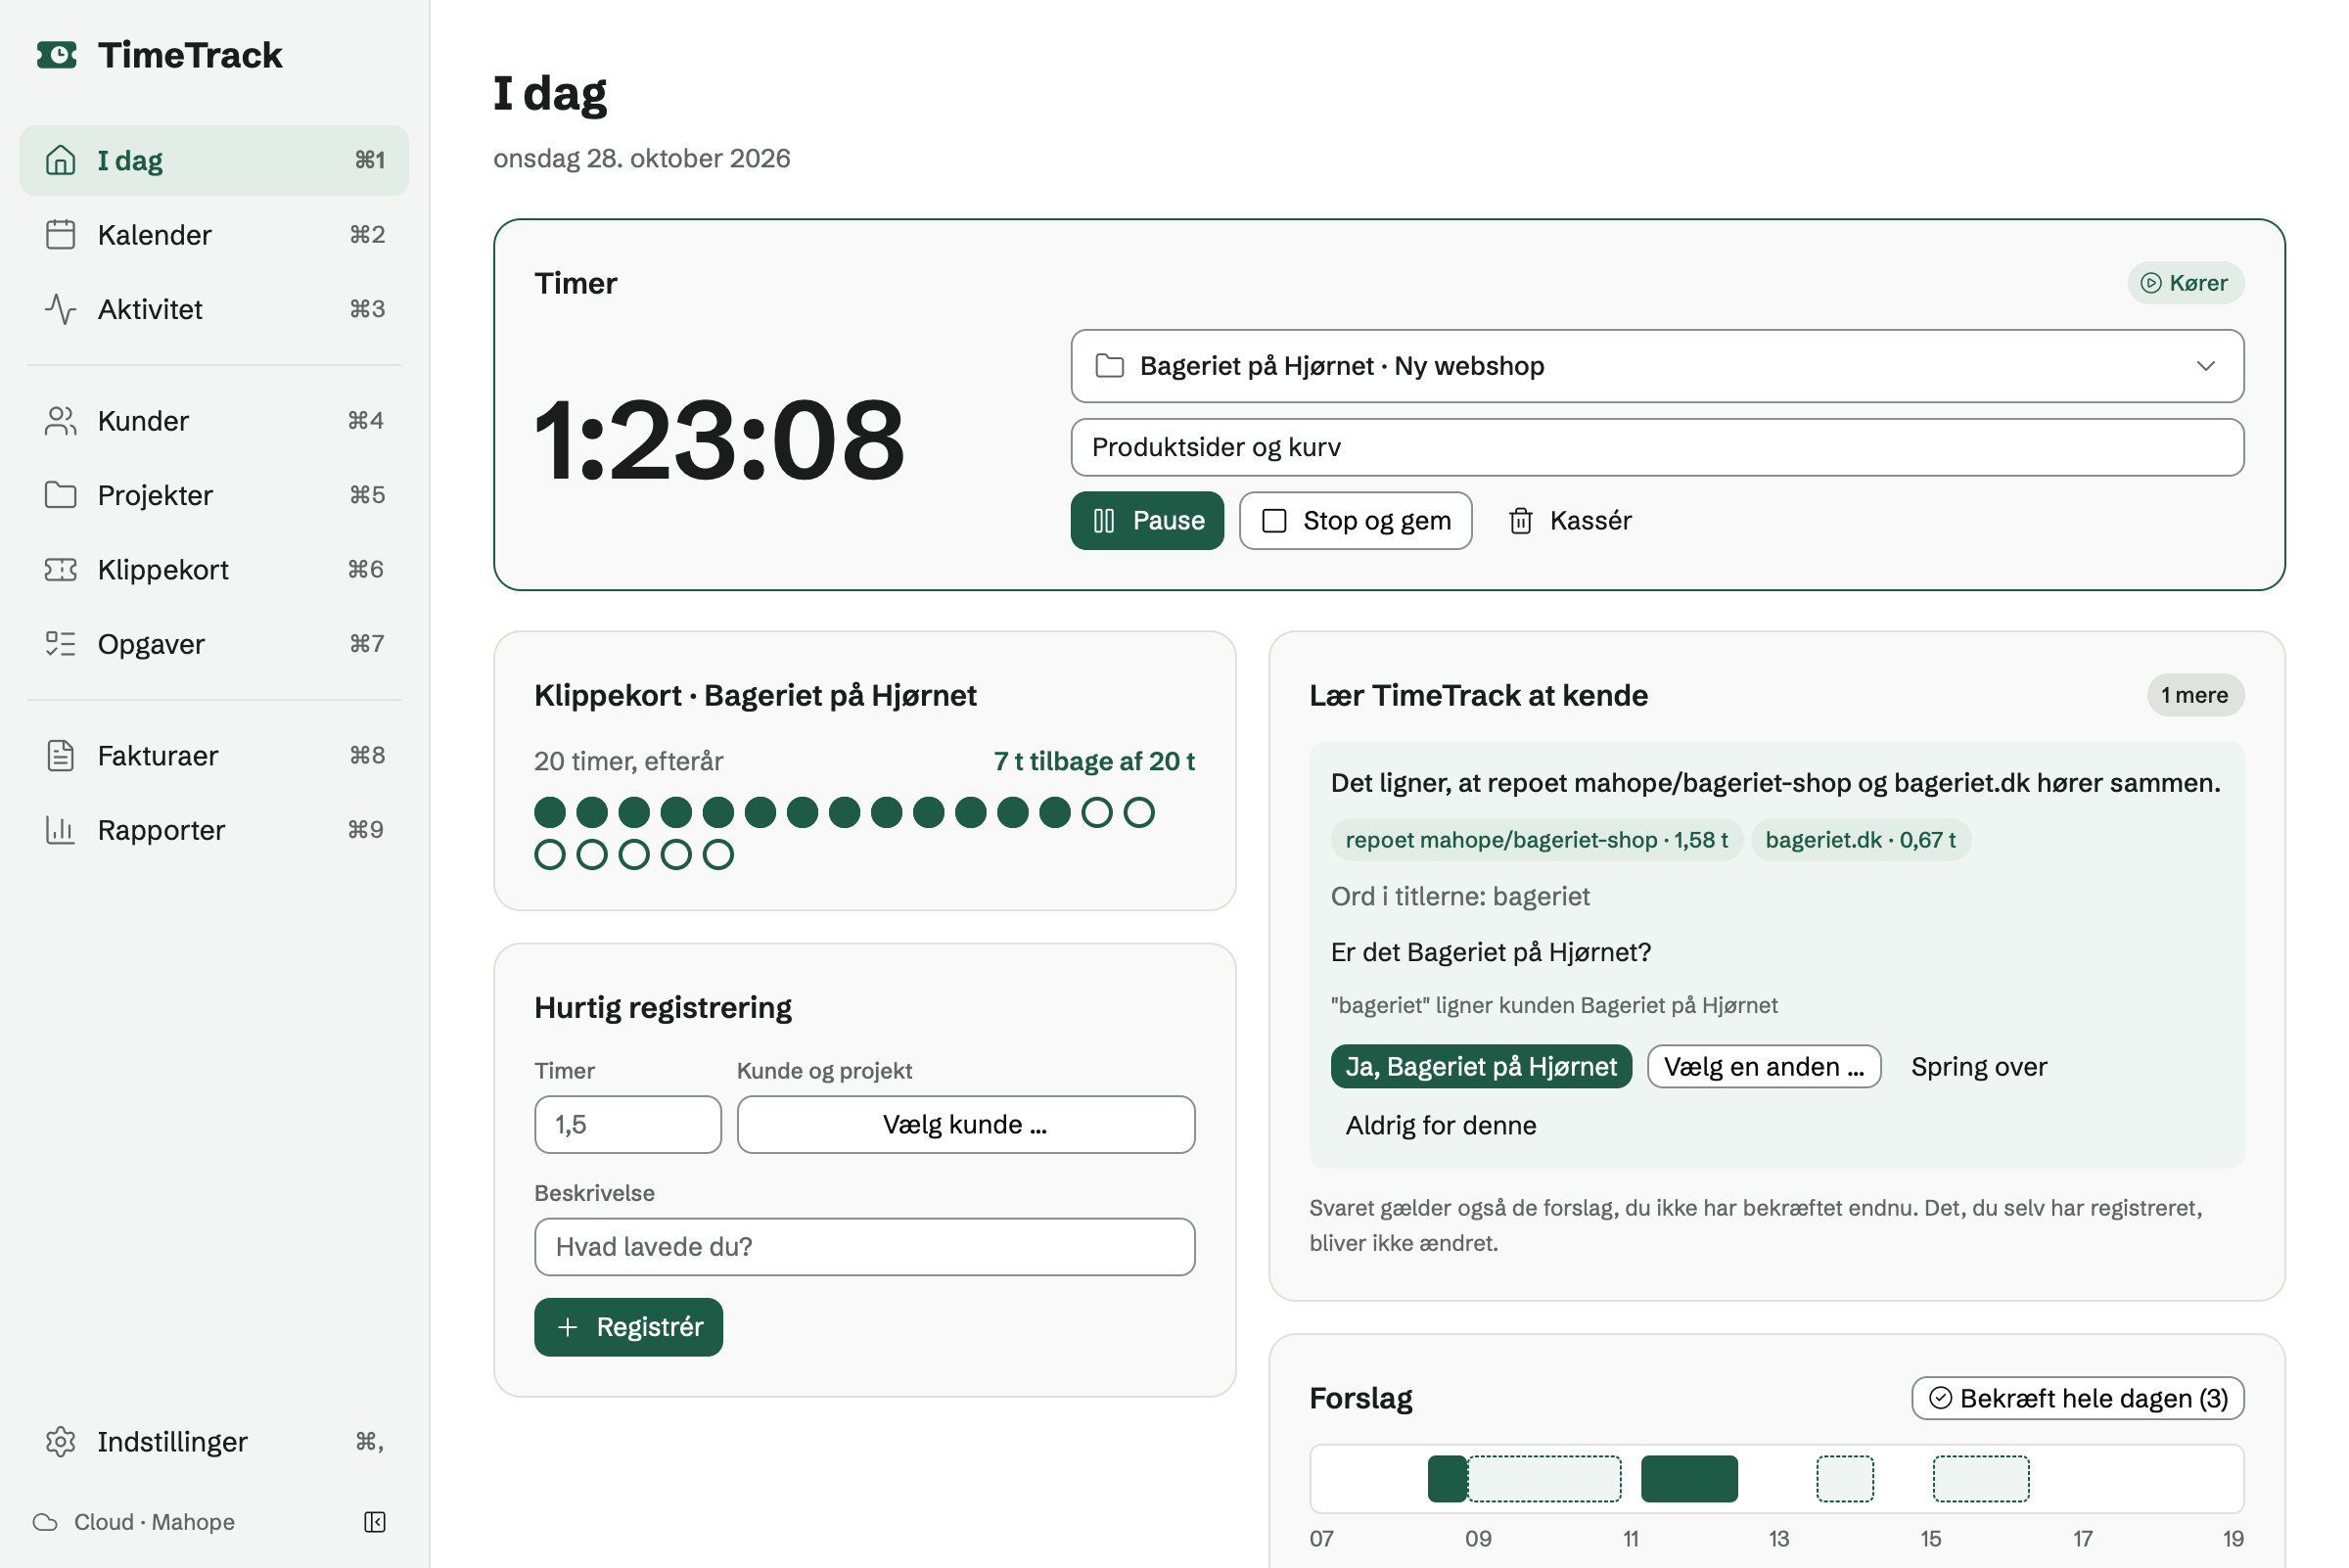 TimeTrack
I dag ⌘1
Kalender ⌘2
Aktivitet ⌘3
Kunder ⌘4
Projekter ⌘5
Klippekort ⌘6
Opgaver ⌘7
Fakturaer ⌘8
Rapporter ⌘9
Indstillinger ⌘,
Cloud · Mahope
I dag
onsdag 28. oktober 2026
Timer
Kører
1:23:08
Bageriet på Hjørnet · Ny webshop
Produktsider og kurv
Pause
Stop og gem
Kassér
Klippekort · Bageriet på Hjørnet
20 timer, efterår
7 t tilbage af 20 t
Hurtig registrering
Timer
Kunde og projekt
1,5
Vælg kunde ...
Beskrivelse
Hvad lavede du?
Registrér
Lær TimeTrack at kende
1 mere
Det ligner, at repoet mahope/bageriet-shop og bageriet.dk hører sammen.
repoet mahope/bageriet-shop · 1,58 t
bageriet.dk · 0,67 t
Ord i titlerne: bageriet
Er det Bageriet på Hjørnet?
"bageriet" ligner kunden Bageriet på Hjørnet
Ja, Bageriet på Hjørnet
Vælg en anden ...
Spring over
Aldrig for denne
Svaret gælder også de forslag, du ikke har bekræftet endnu. Det, du selv har registreret,
bliver ikke ændret.
Forslag
Bekræft hele dagen (3)
07 09 11 13 15 17 19